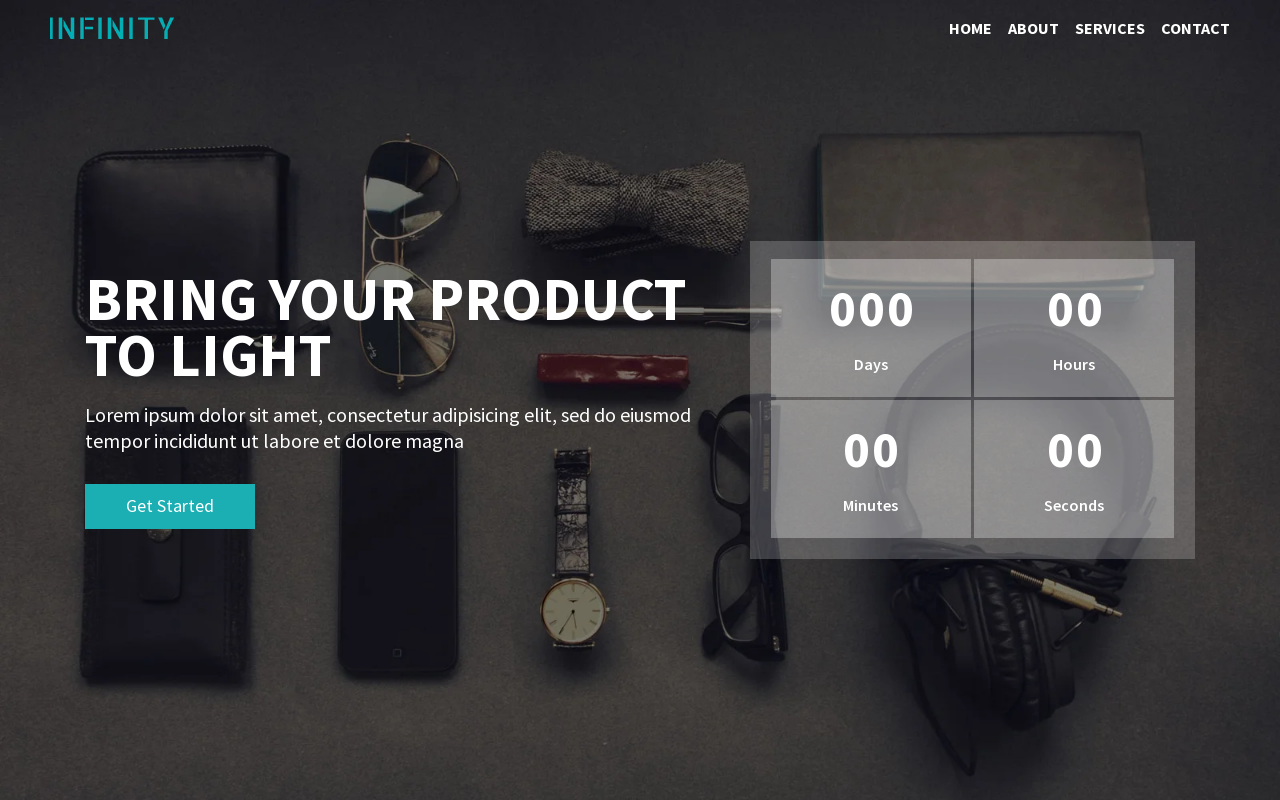 INFINITY
HOME ABOUT SERVICES CONTACT
BRING YOUR PRODUCT
TO LIGHT
Lorem ipsum dolor sit amet, consectetur adipisicing elit, sed do eiusmod
tempor incididunt ut labore et dolore magna
Get Started
000 00
Days Hours
00 00
Minutes Seconds